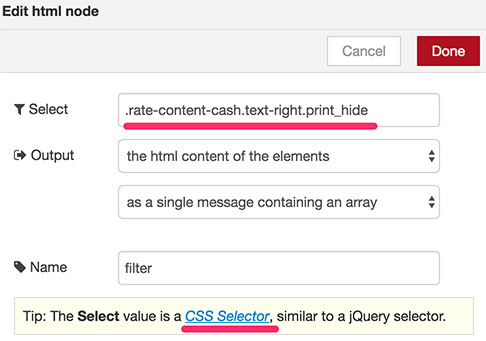 Edit html node
Cancel
Done
Select
.rate-content-cash.text-right.print_hide
Output
the html content of the elements
as a single message containing an array
Name
filter
Tip: The Select value is a CSS Selector, similar to a jQuery selector.